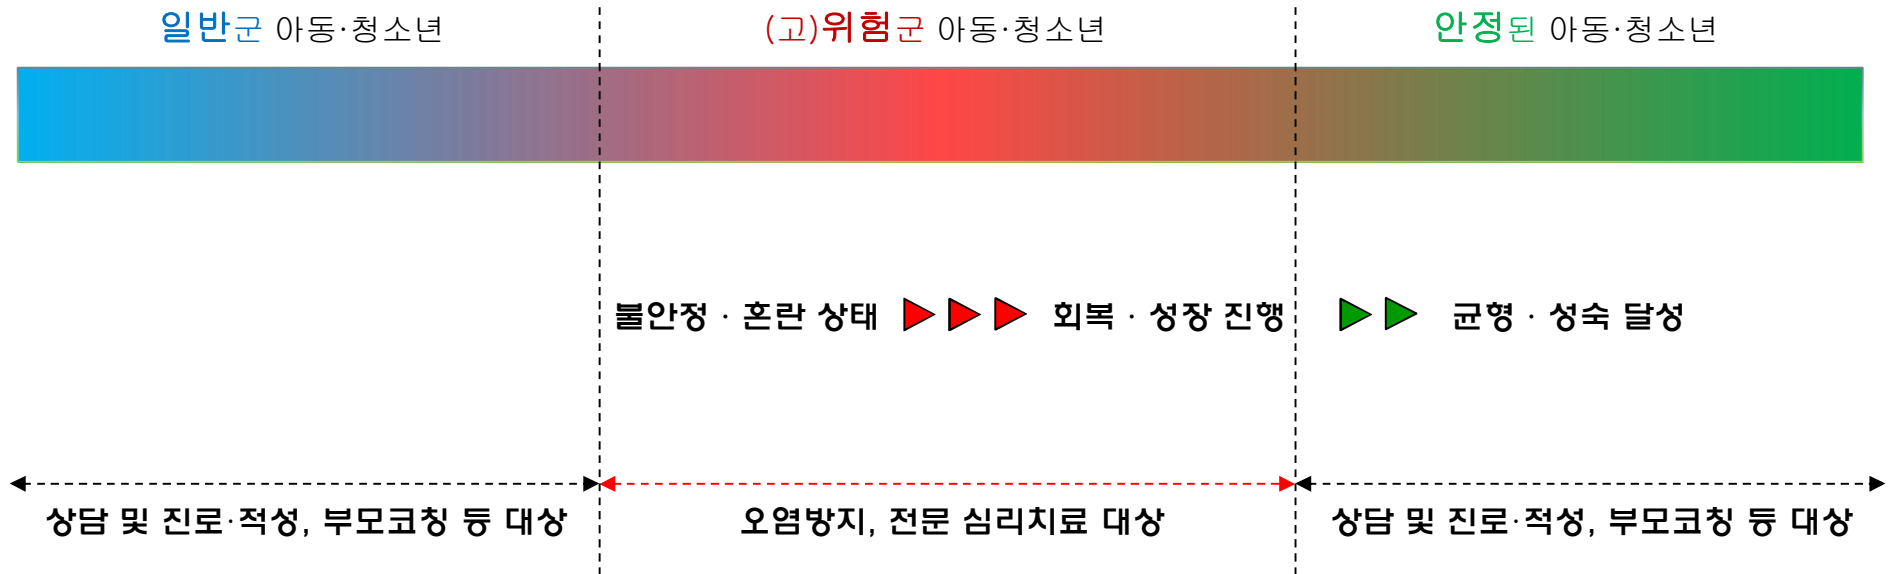 일반군 아동·청소년
(고)위험군 아동·청소년
안정된 아동·청소년
불안정 · 혼란 상태
회복 · 성장 진행
균형 · 성숙 달성
상담 및 진로·적성, 부모코칭 등 대상
오염방지, 전문 심리치료 대상
상담 및 진로·적성, 부모코칭 등 대상